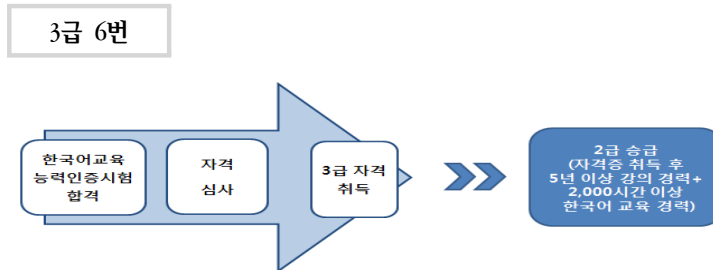 3급 6번
한국어교육
능력인증시험
합격
자격
심사
3급 자격
취득
2급 승급
(자격증 취득 후
5년 이상 강의 경력+
2,000시간 이상
한국어 교육 경력)